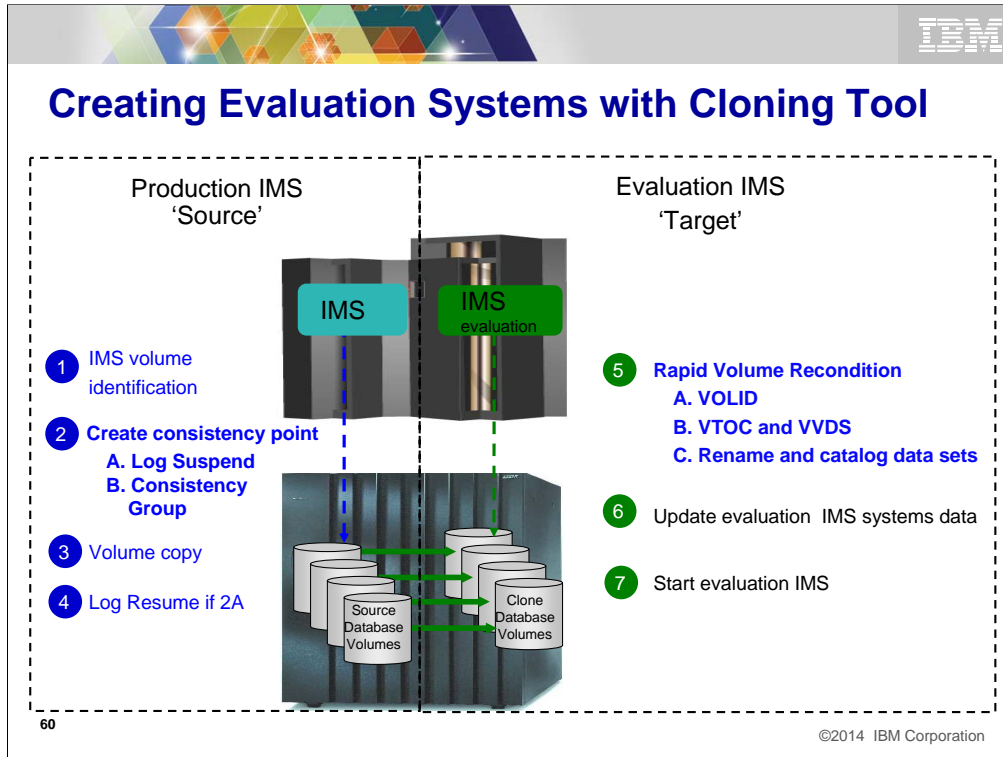 IBM
Creating Evaluation Systems with Cloning Tool
Production IMS
‘Source’
Evaluation IMS
‘Target’
IMS
IMS
evaluation
1 IMS volume
identification
2 Create consistency point
A. Log Suspend
B. Consistency
Group
3 Volume copy
4 Log Resume if 2A
Source
Database
Volumes
Clone
Database
Volumes
5 Rapid Volume Recondition
A. VOLID
B. VTOC and VVDS
C. Rename and catalog data sets
6 Update evaluation IMS systems data
7 Start evaluation IMS
60
©2014 IBM Corporation